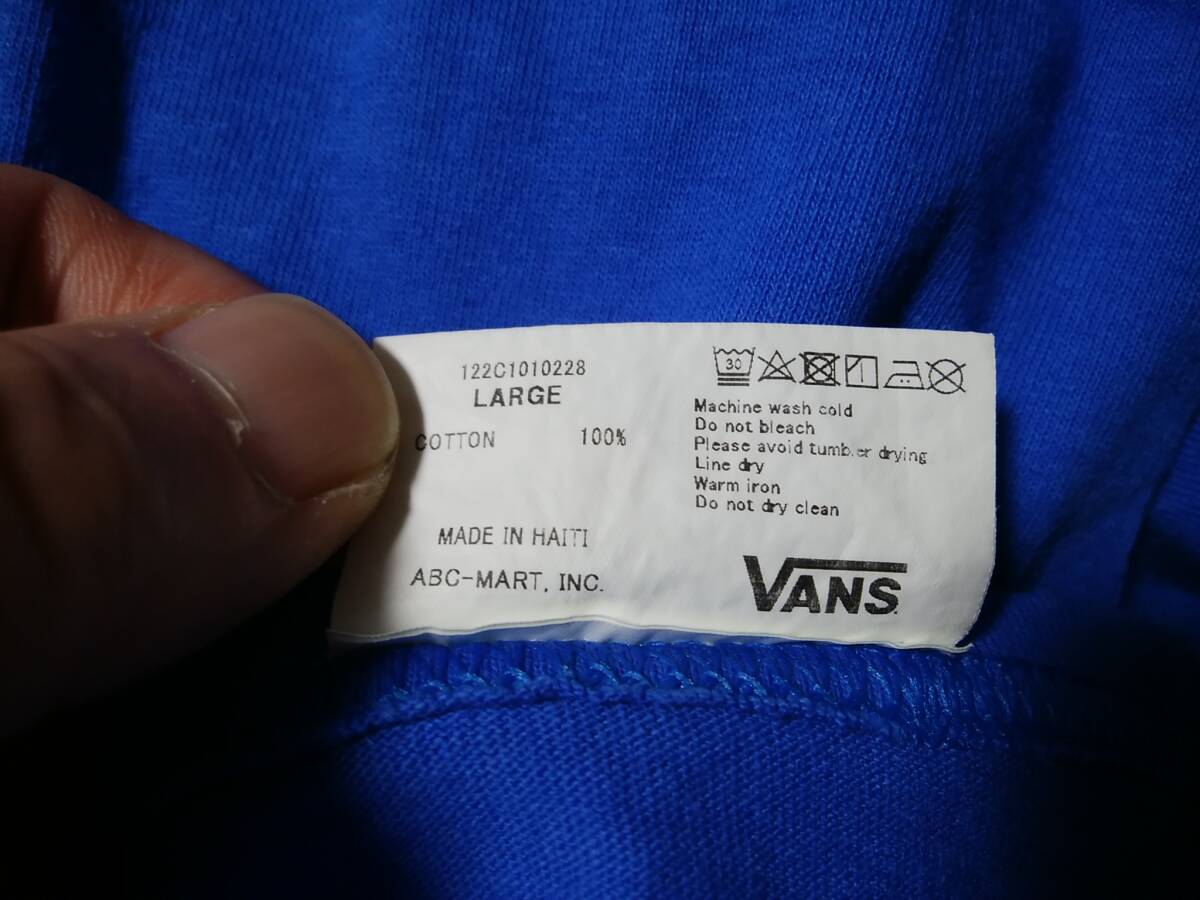 122C1010228
LARGE
COTTON 100%
MADE IN HAITI
ABC-MART, INC.
30
Machine wash cold
Do not bleach
Please avoid tumbler drying
Line dry
Warm iron
Do not dry clean
VANS